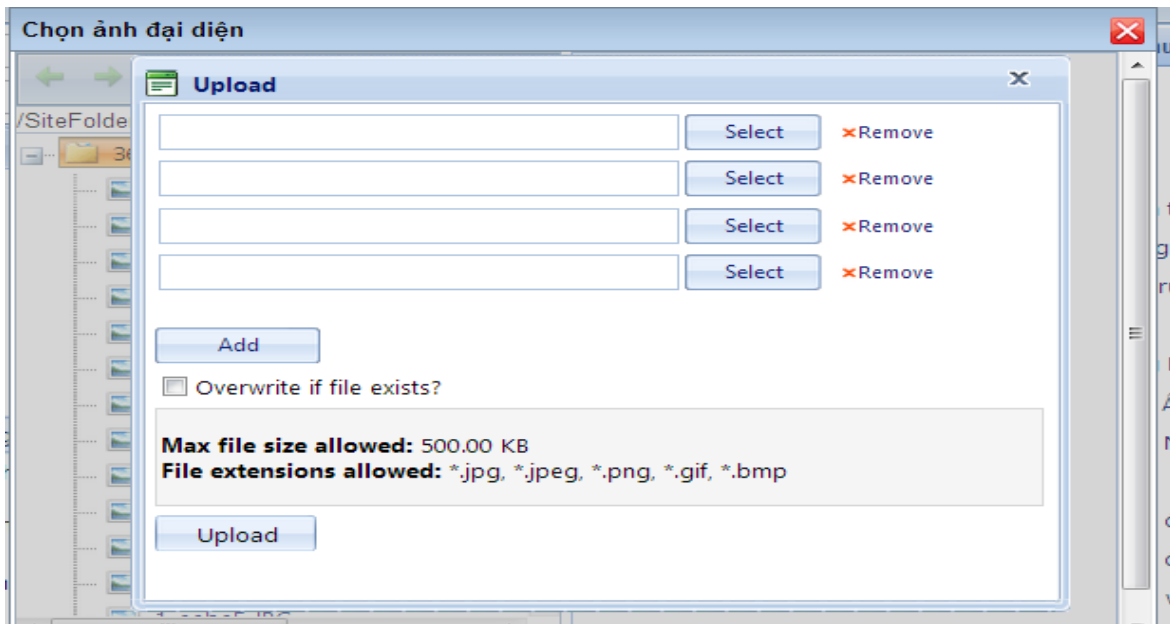 Chọn ảnh đại diện
Upload
/SiteFolde
Select Remove
Select Remove
Select Remove
Select Remove
Add
Overwrite if file exists?
Max file size allowed: 500.00 KB
File extensions allowed: *.jpg, *.jpeg, *.png, *.gif, *.bmp
Upload